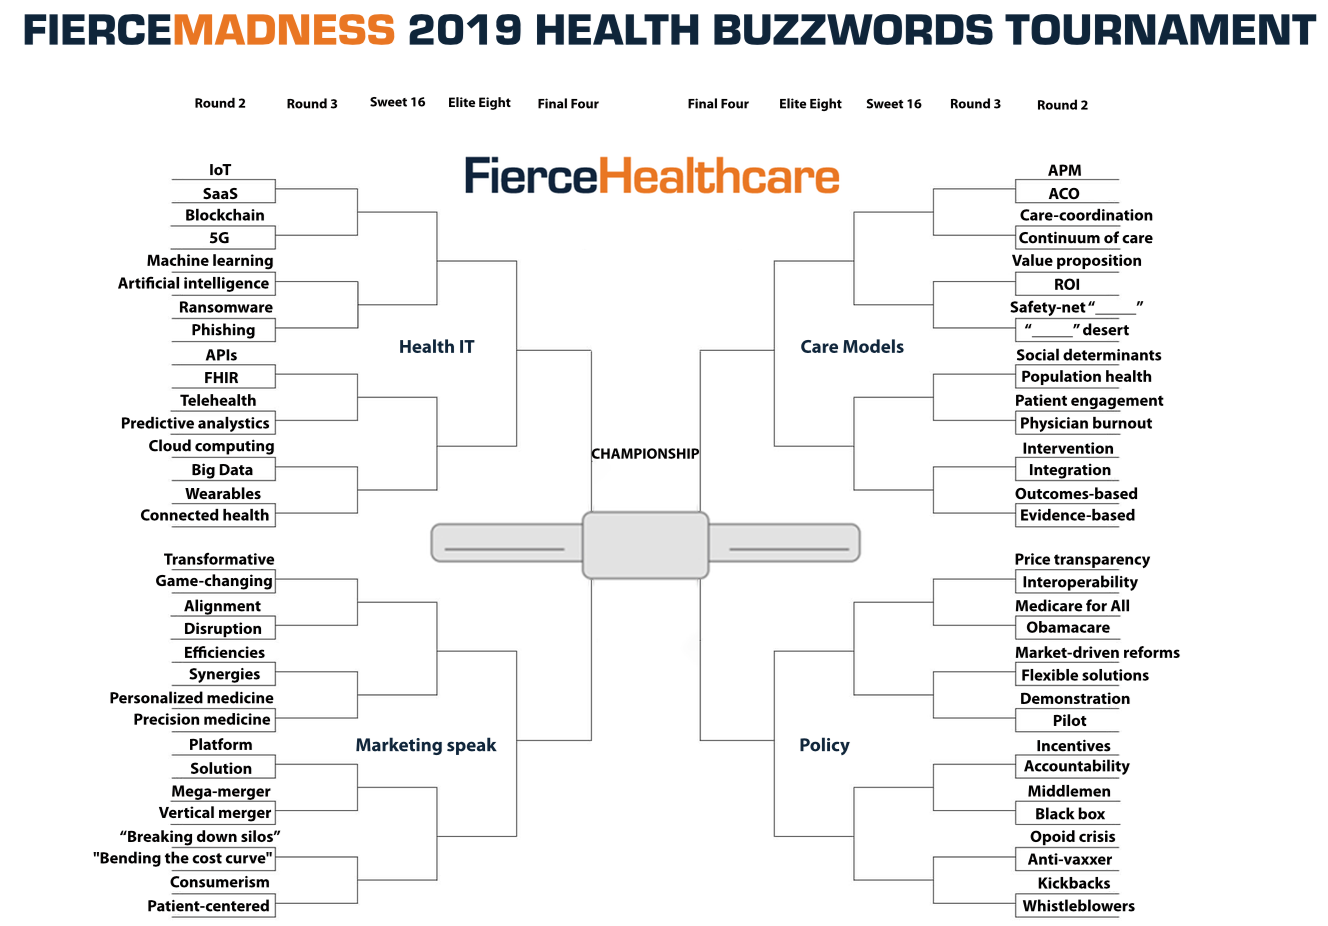 FIERCEMADNESS 2019 HEALTH BUZZWORDS TOURNAMENT
Round 2 Round 3 Sweet 16 Elite Eight Final Four Final Four Elite Eight Sweet 16 Round 3 Round 2
FierceHealthcare
IoT
SaaS
Blockchain
5G
Machine learning
Artificial intelligence
Ransomware
Phishing
Health IT
APIs
FHIR
Telehealth
Predictive analystics
Cloud computing
Big Data
Wearables
Connected health
Transformative
Game-changing
Alignment
Disruption
Efficiencies
Synergies
Personalized medicine
Precision medicine
Marketing speak
Platform
Solution
Mega-merger
Vertical merger
“Breaking down silos”
"Bending the cost curve"
Consumerism
Patient-centered
CHAMPIONSHIP
APM
ACO
Care-coordination
Continuum of care
Value proposition
ROI
Safety-net “_____”
“_____” desert
Care Models
Social determinants
Population health
Patient engagement
Physician burnout
Intervention
Integration
Outcomes-based
Evidence-based
Price transparency
Interoperability
Medicare for All
Obamacare
Market-driven reforms
Flexible solutions
Demonstration
Pilot
Policy
Incentives
Accountability
Middlemen
Black box
Opoid crisis
Anti-vaxxer
Kickbacks
Whistleblowers